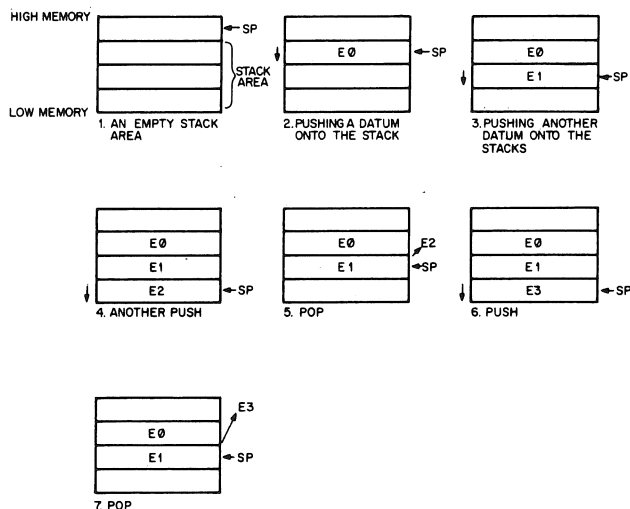 HIGH MEMORY
SP
STACK
AREA
LOW MEMORY
1. AN EMPTY STACK
AREA
EØ
SP
2. PUSHING A DATUM
ONTO THE STACK
EØ
E1
SP
3. PUSHING ANOTHER
DATUM ONTO THE
STACKS
EØ
E1
E2
SP
4. ANOTHER PUSH
E2
EØ
E1
SP
5. POP
EØ
E1
E3
SP
6. PUSH
E3
EØ
E1
SP
7. POP